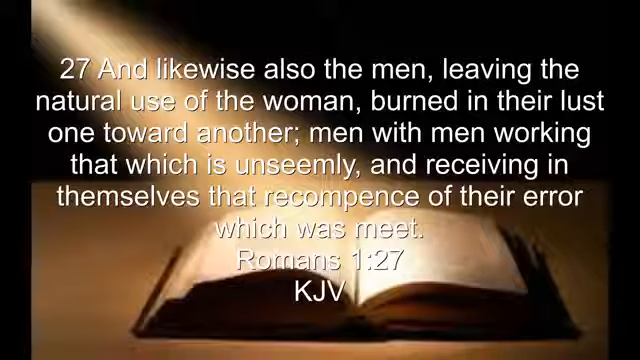 27 And likewise also the men, leaving the
natural use of the woman, burned in their lust
one toward another; men with men working
that which is unseemly, and receiving in
themselves that recompence of their error
which was meet.
Romans 1:27
KJV